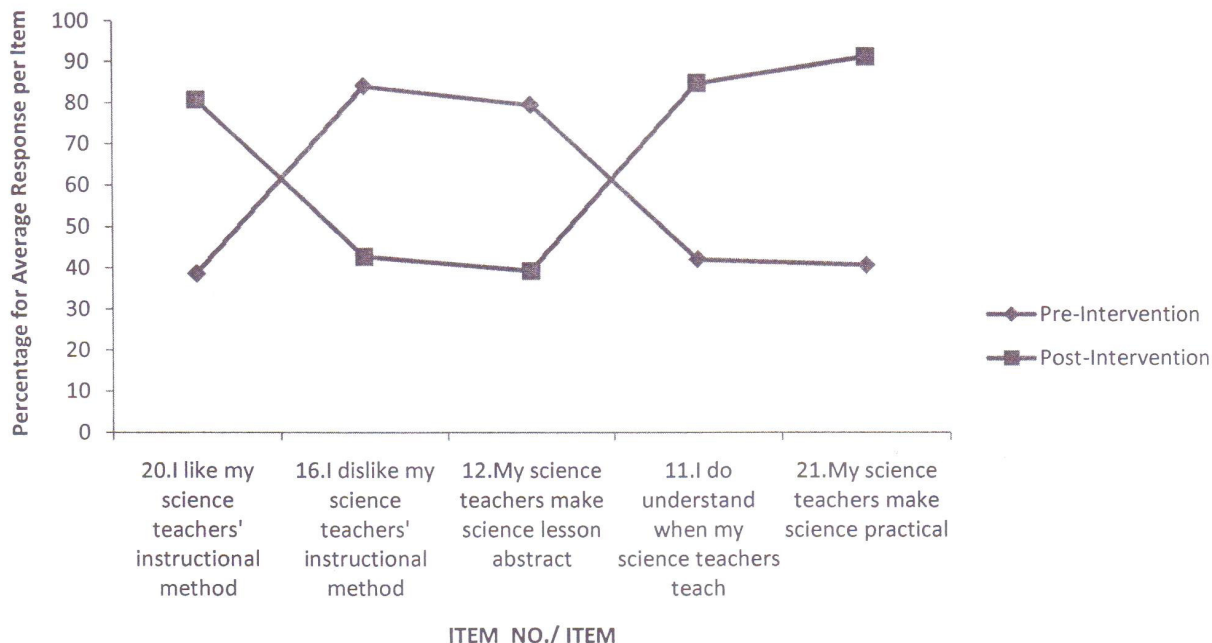 Percentage for Average Response per Item
100
90
80
70
60
50
40
30
20
10
0
20.I like my
science
teachers'
instructional
method
16.I dislike my
science
teachers'
instructional
method
12.My science
teachers make
science lesson
abstract
11.I do
understand
when my
science teachers
teach
21.My science
teachers make
science practical
ITEM NO./ ITEM
Pre-Intervention
Post-Intervention